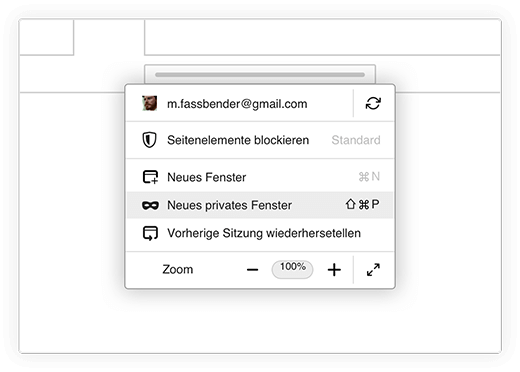 m.fassbender@gmail.com
Seitenelemente blockieren Standard
Neues Fenster ⌘N
Neues privates Fenster ⇧⌘P
Vorherige Sitzung wiederhersetellen
Zoom − 100% +